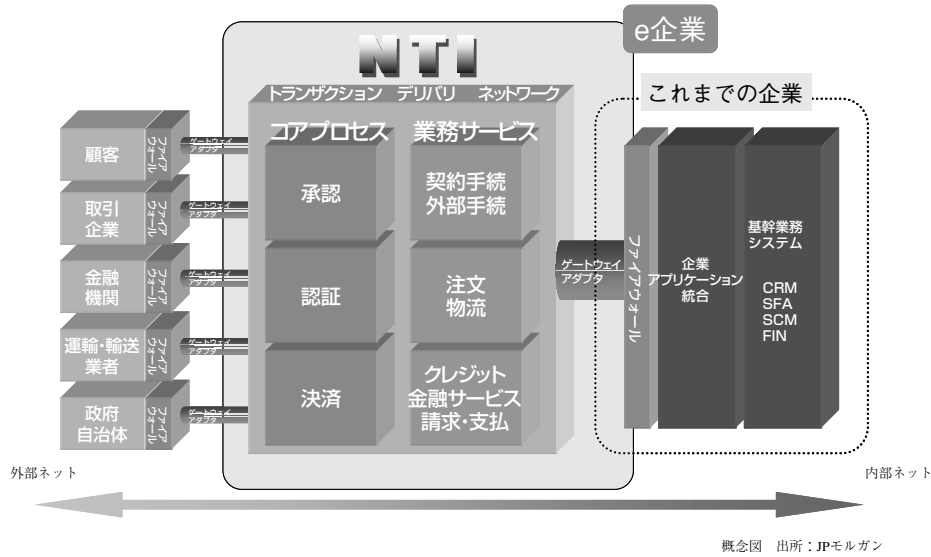 e企業
NTI
これまでの企業
トランザクション デリバリ ネットワーク
コアプロセス
業務サービス
承認
契約手続
外部手続
認証
注文
物流
決済
クレジット
金融サービス
請求・支払
顧客
ファイアウォール
ゲートウェイ
アダプタ
取引
企業
ファイアウォール
ゲートウェイ
アダプタ
金融
機関
ファイアウォール
ゲートウェイ
アダプタ
運輸・輸送
業者
ファイアウォール
ゲートウェイ
アダプタ
政府
自治体
ファイアウォール
ゲートウェイ
アダプタ
ゲートウェイ
アダプタ
ファイアウォール
企業
アプリケーション
統合
基幹業務
システム
CRM
SFA
SCM
FIN
外部ネット
内部ネット
概念図 出所：JPモルガン